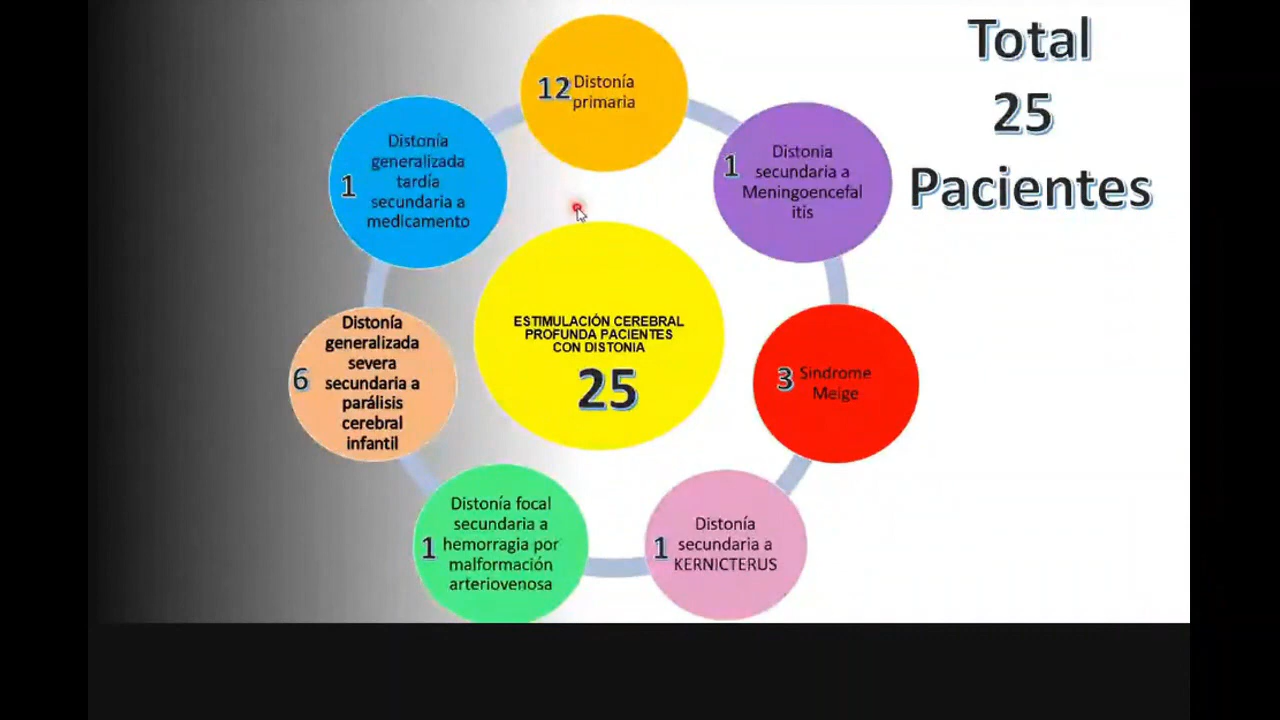 Total
25
Pacientes
12 Distonía
primaria
Distonia
1 secundaria a
Meningoencefal
itis
3 Sindrome
Meige
Distonía
1 secundaria a
KERNICTERUS
Distonía focal
secundaria a
1 hemorragia por
malformación
arteriovenosa
Distonía
generalizada
severa
6 secundaria a
parálisis
cerebral
infantil
Distonía
generalizada
1 tardía
secundaria a
medicamento
ESTIMULACIÓN CEREBRAL
PROFUNDA PACIENTES
CON DISTONIA
25